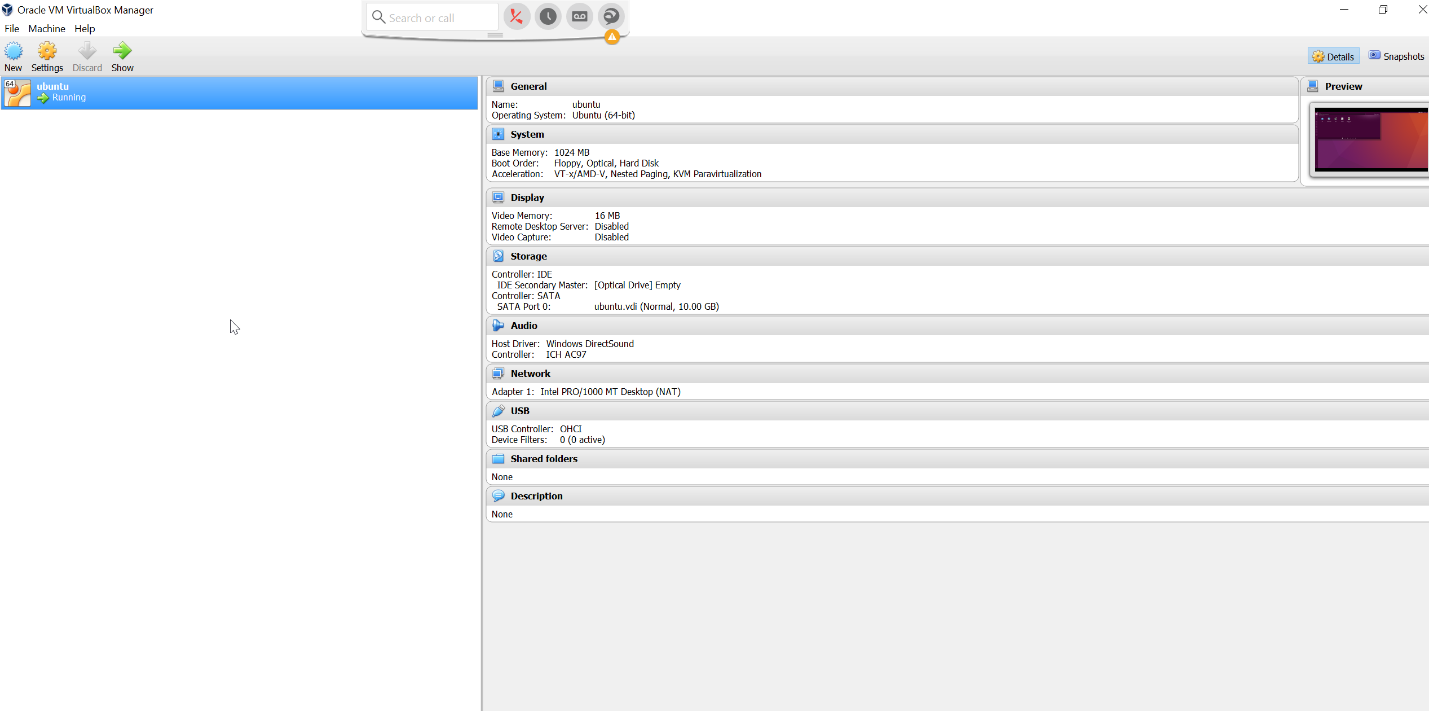 Oracle VM VirtualBox Manager
Search or call
File Machine Help
New Settings Discard Show
Details Snapshots
64
ubuntu
Running
General
Name: ubuntu
Operating System: Ubuntu (64-bit)
Preview
System
Base Memory: 1024 MB
Boot Order: Floppy, Optical, Hard Disk
Acceleration: VT-x/AMD-V, Nested Paging, KVM Paravirtualization
Display
Video Memory: 16 MB
Remote Desktop Server: Disabled
Video Capture: Disabled
Storage
Controller: IDE
IDE Secondary Master: [Optical Drive] Empty
Controller: SATA
SATA Port 0: ubuntu.vdi (Normal, 10.00 GB)
Audio
Host Driver: Windows DirectSound
Controller: ICH AC97
Network
Adapter 1: Intel PRO/1000 MT Desktop (NAT)
USB
USB Controller: OHCI
Device Filters: 0 (0 active)
Shared folders
None
Description
None